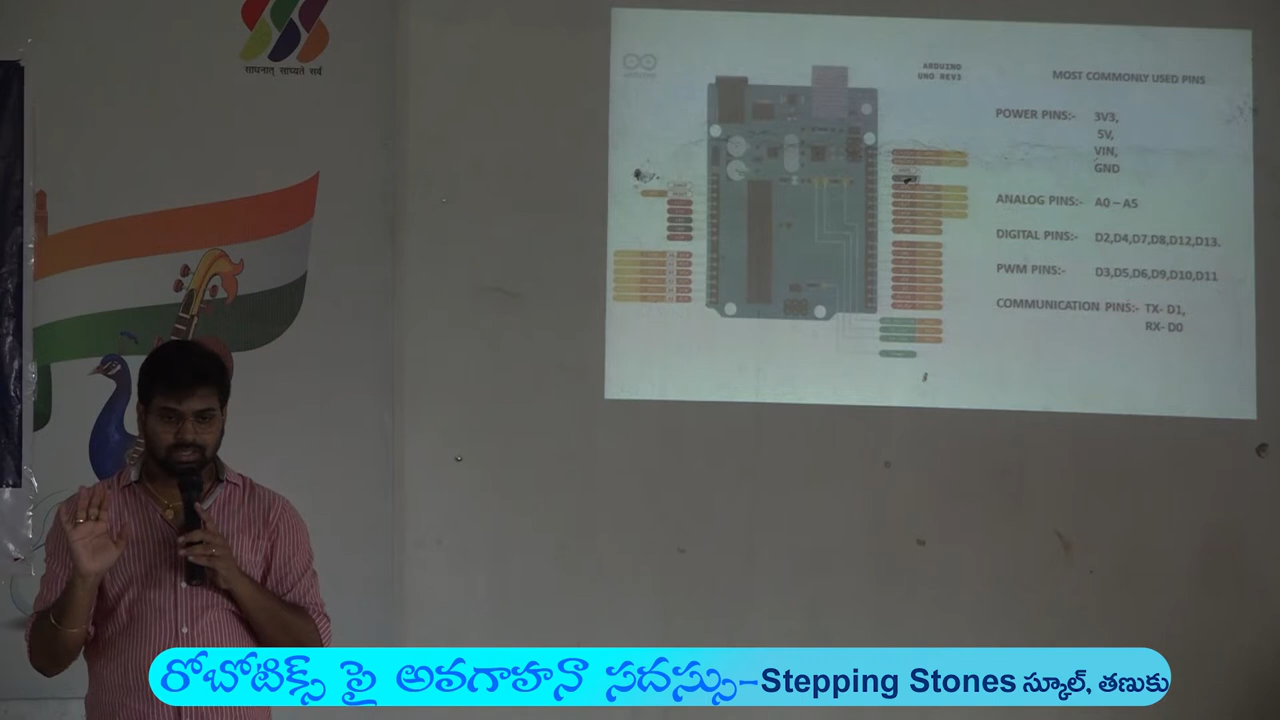 साधनात् साध्यते सर्वं
ARDUINO
UNO REV3
MOST COMMONLY USED PINS
POWER PINS:- 3V3,
5V,
VIN,
GND
ANALOG PINS:- A0 – A5
DIGITAL PINS:- D2,D4,D7,D8,D12,D13.
PWM PINS:- D3,D5,D6,D9,D10,D11
COMMUNICATION PINS:- TX- D1,
RX- D0
రోబోటిక్స్ పై అవగాహనా సదస్సు-Stepping Stones స్కూల్, తణుకు